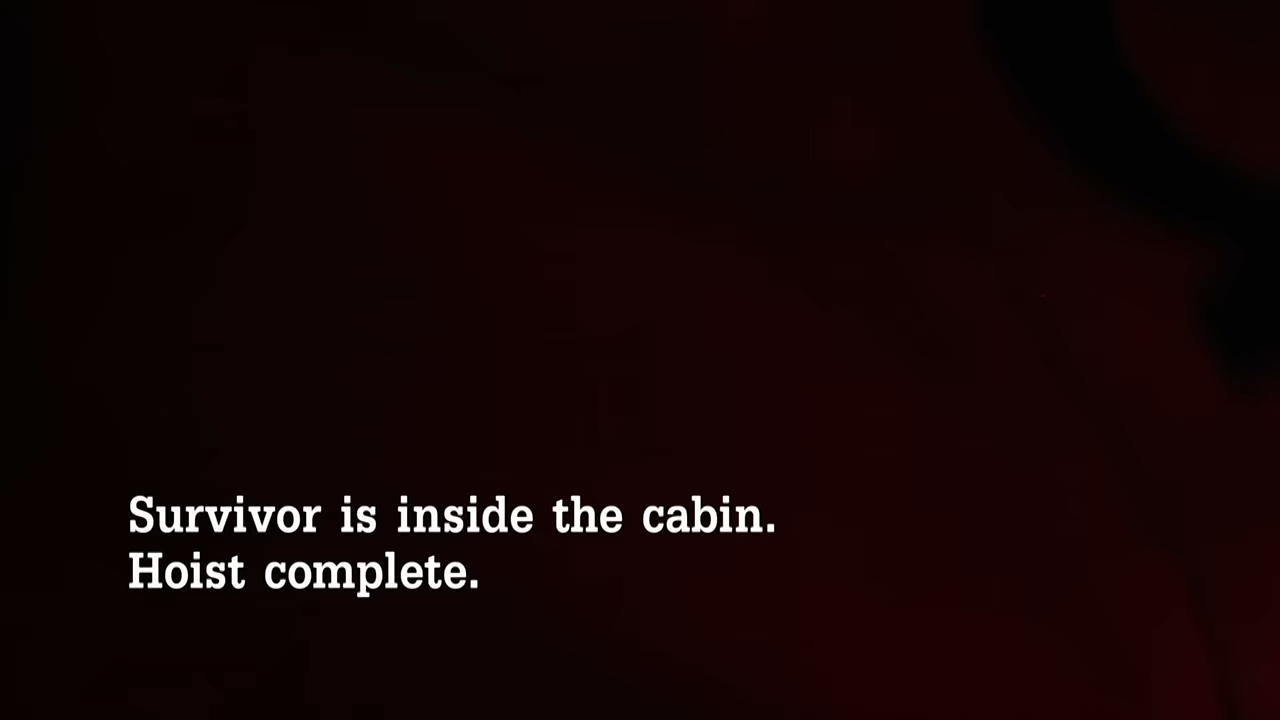 Survivor is inside the cabin.
Hoist complete.